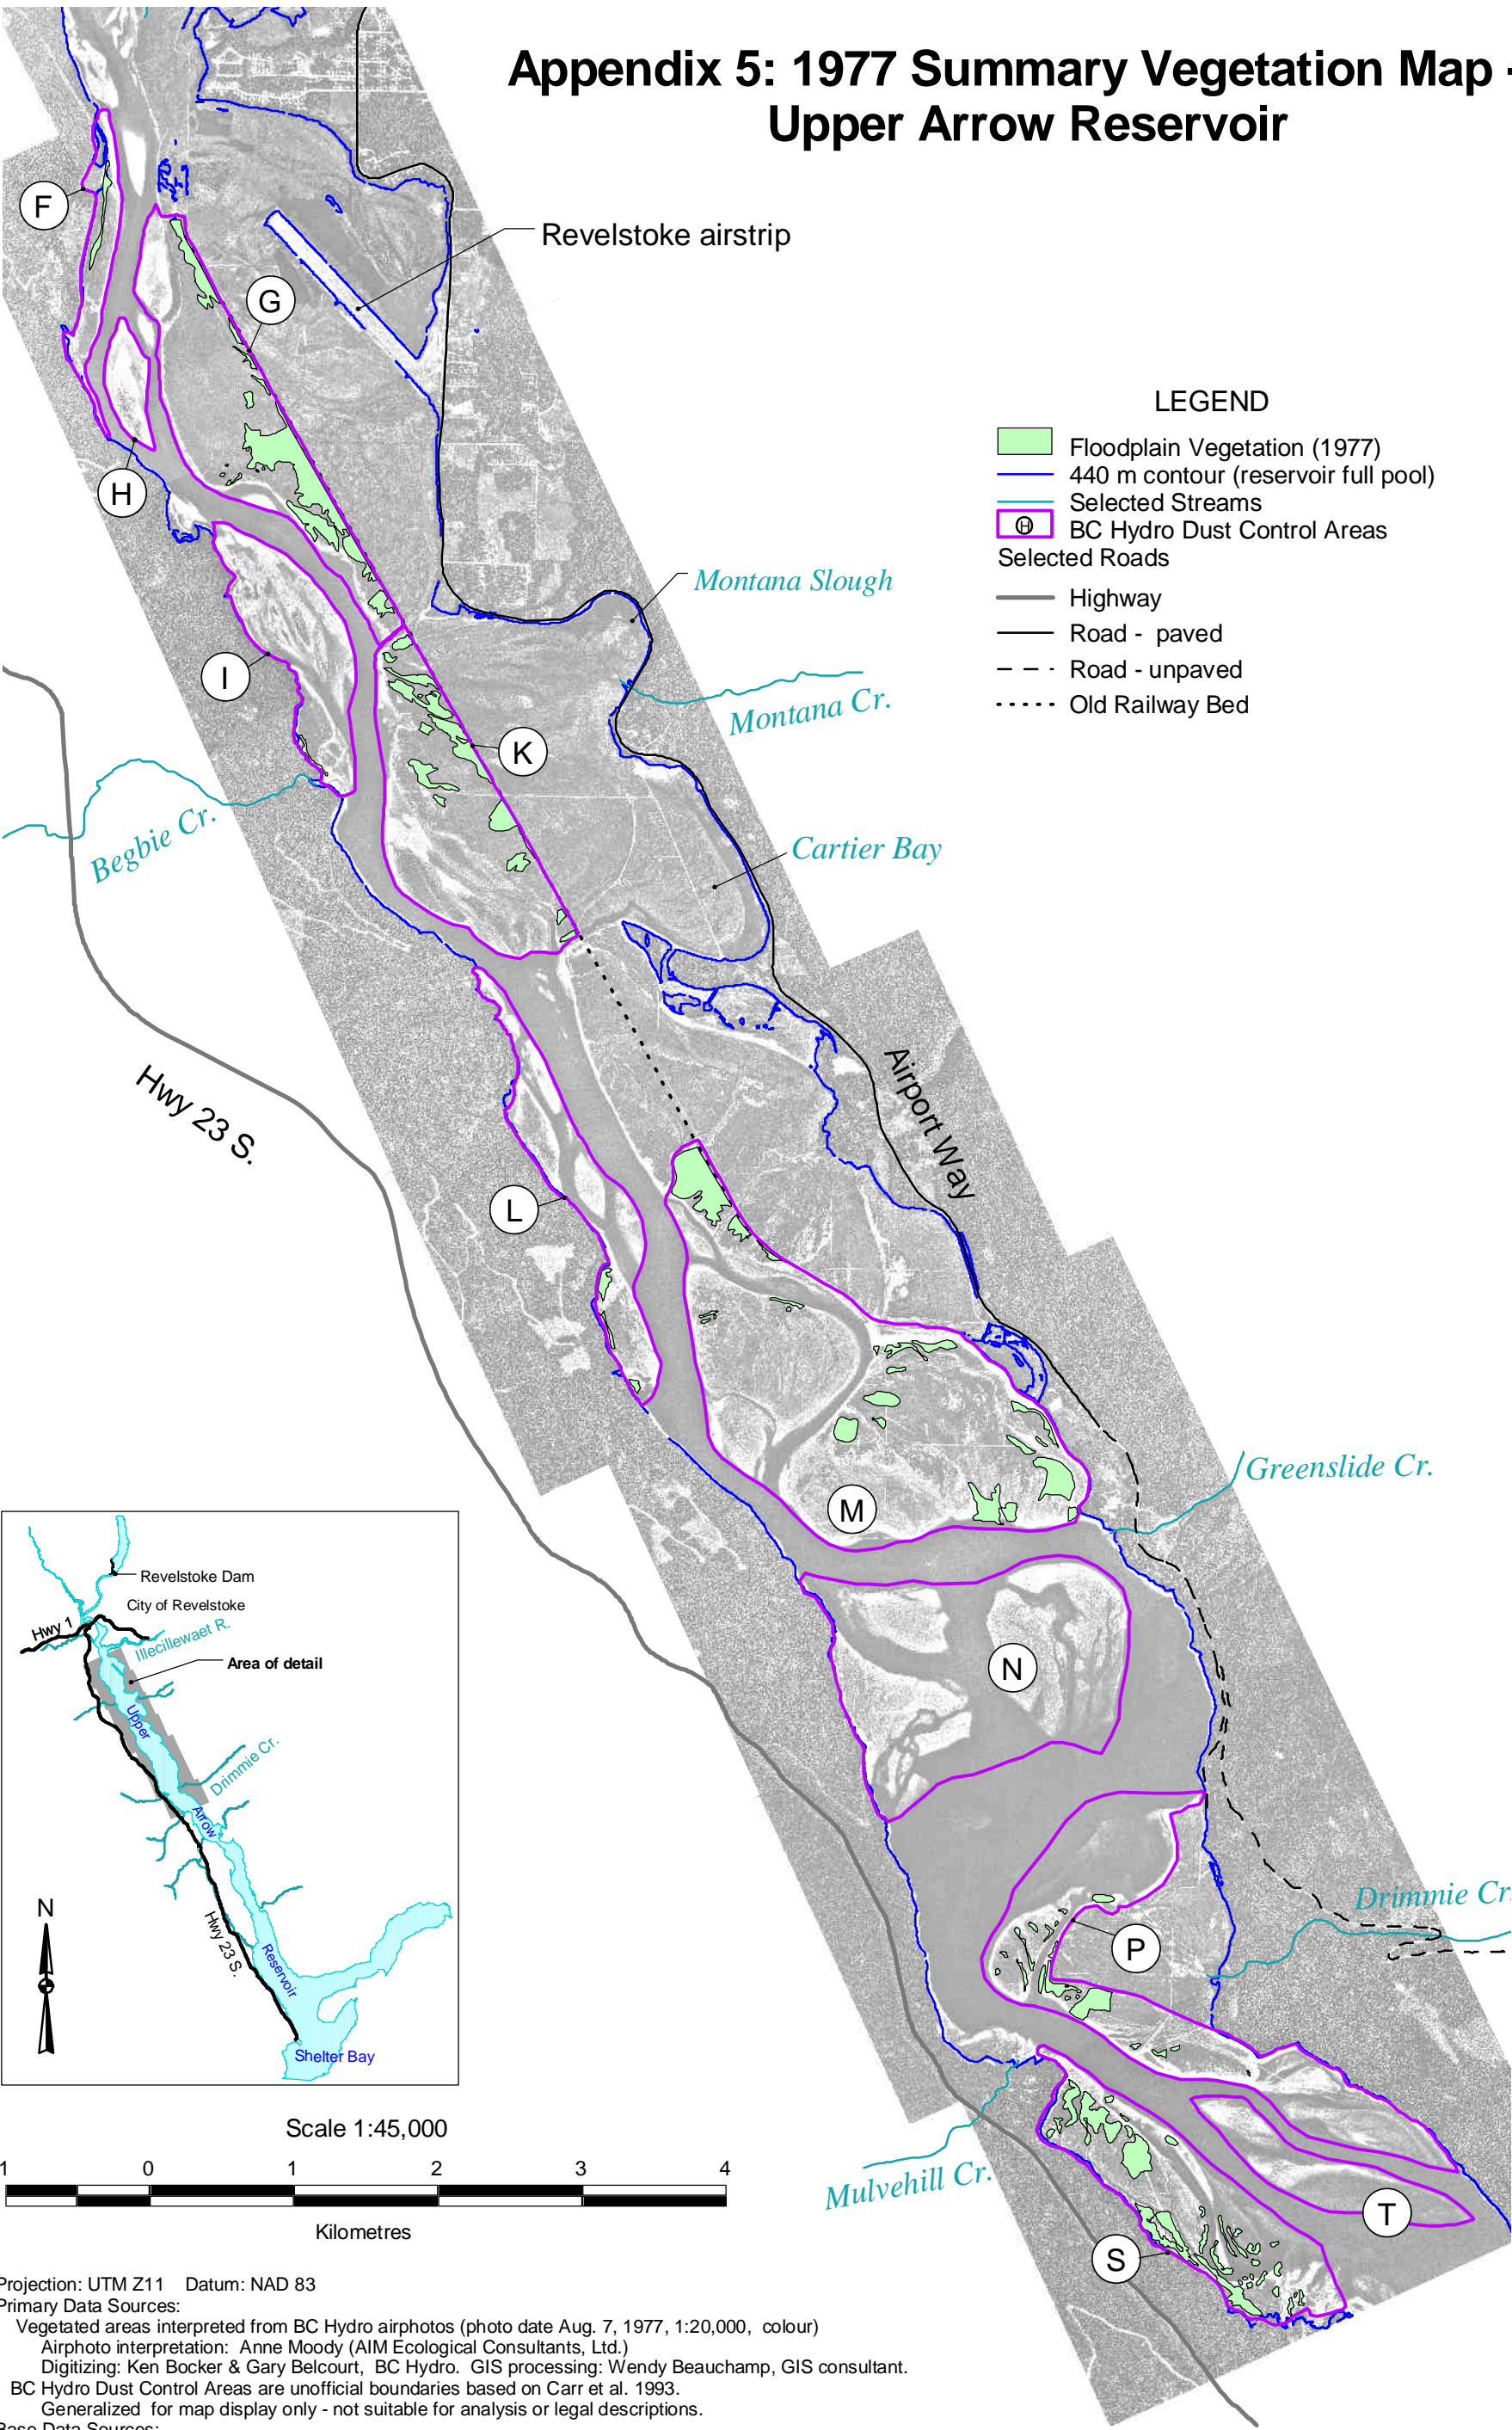 Appendix 5: 1977 Summary Vegetation Map -
Upper Arrow Reservoir
F
Revelstoke airstrip
G
LEGEND
Floodplain Vegetation (1977)
440 m contour (reservoir full pool)
Selected Streams
H
BC Hydro Dust Control Areas
Selected Roads
Highway
Road - paved
Road - unpaved
Old Railway Bed
H
Montana Slough
I
Montana Cr.
K
Begbie Cr.
Cartier Bay
Hwy 23 S.
Airport Way
L
Greenslide Cr.
M
N
Revelstoke Dam
City of Revelstoke
Hwy 1
Illecillewaet R.
Area of detail
Upper
Drimmie Cr.
Arrow
Hwy 23 S.
Reservoir
Shelter Bay
N
Drimmie Cr
P
Mulvehill Cr.
T
S
Scale 1:45,000
1 0 1 2 3 4
Kilometres
Projection: UTM Z11 Datum: NAD 83
Primary Data Sources:
Vegetated areas interpreted from BC Hydro airphotos (photo date Aug. 7, 1977, 1:20,000, colour)
Airphoto interpretation: Anne Moody (AIM Ecological Consultants, Ltd.)
Digitizing: Ken Bocker & Gary Belcourt, BC Hydro. GIS processing: Wendy Beauchamp, GIS consultant.
BC Hydro Dust Control Areas are unofficial boundaries based on Carr et al. 1993.
Generalized for map display only - not suitable for analysis or legal descriptions.
Base Data Sources: